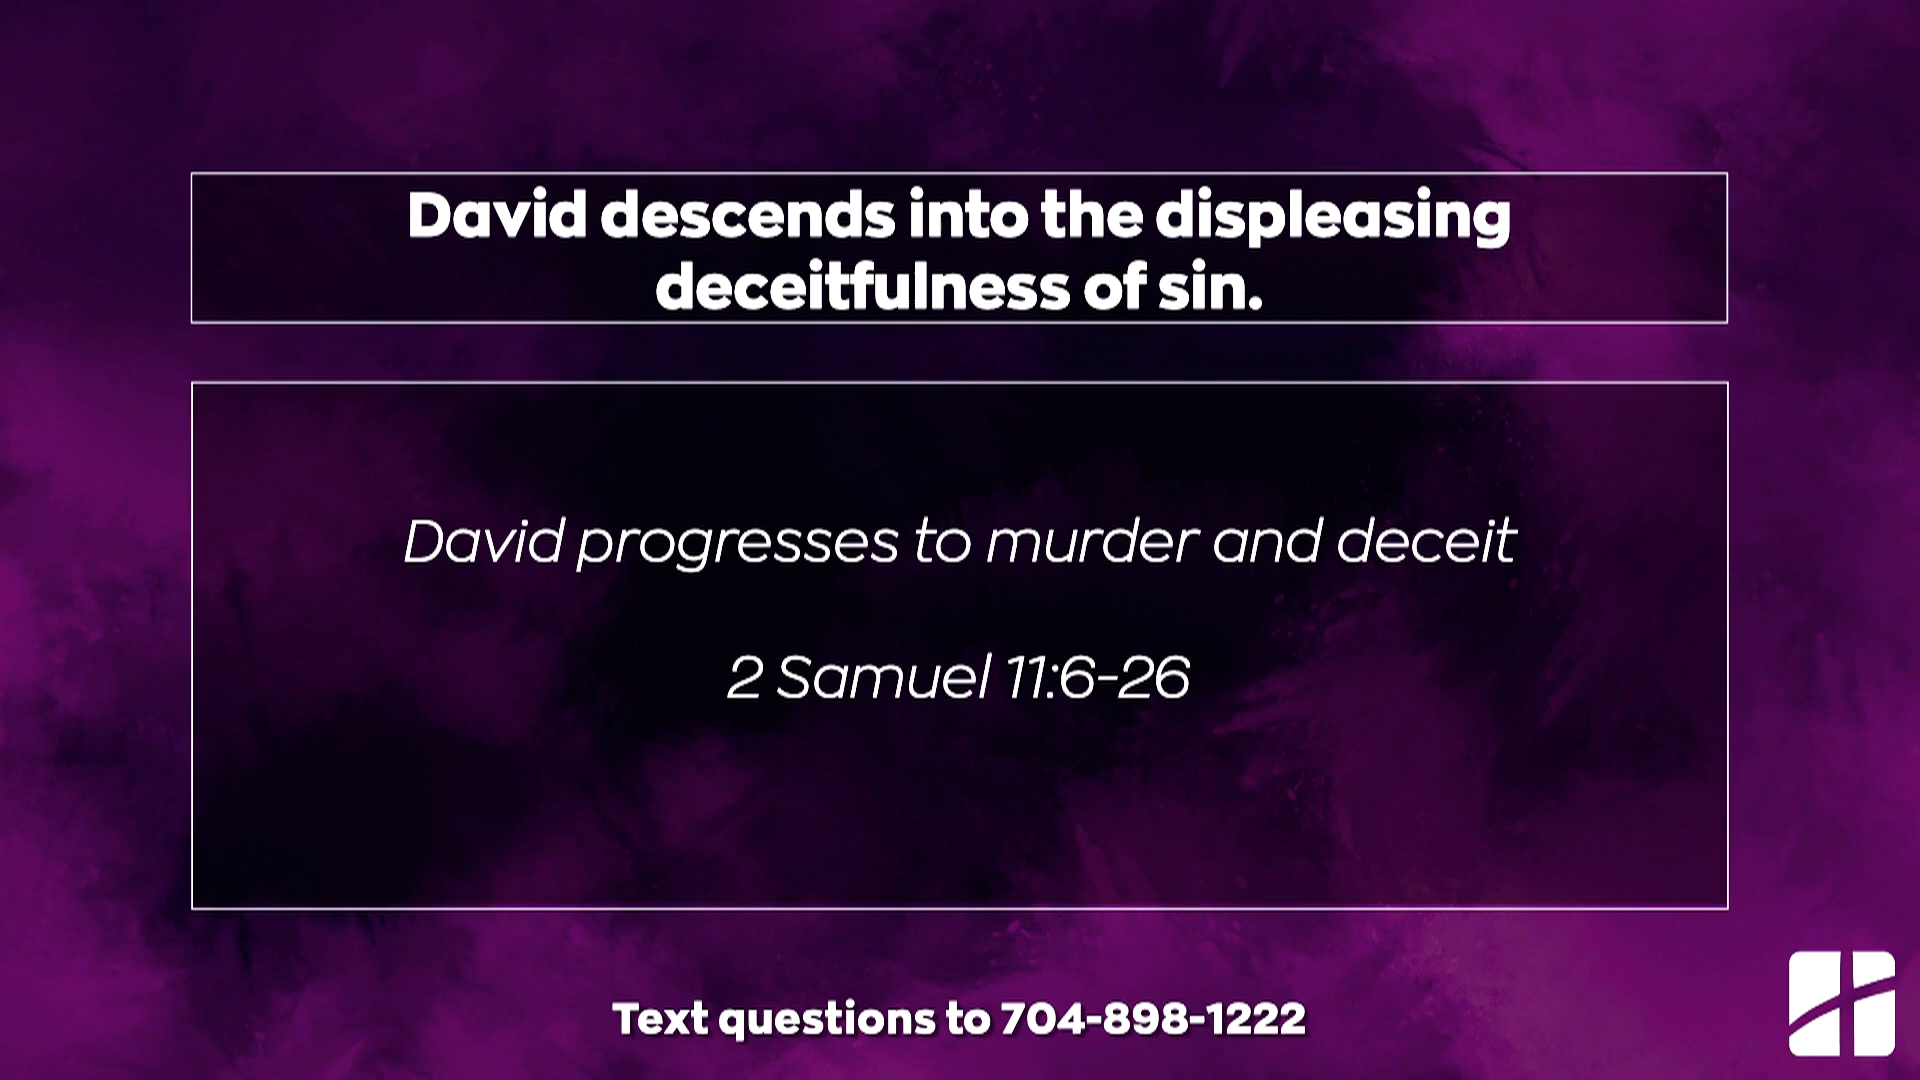 David descends into the displeasing
deceitfulness of sin.
David progresses to murder and deceit
2 Samuel 11:6-26
Text questions to 704-898-1222